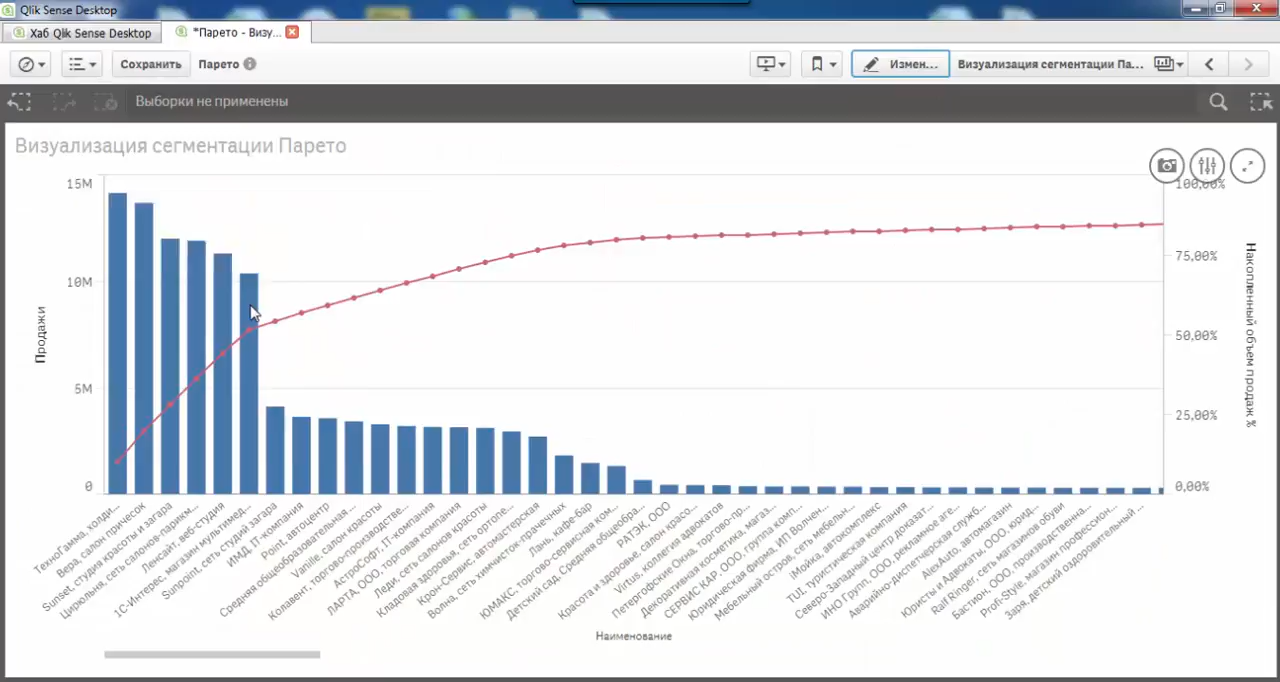 Qlik Sense Desktop
Хаб Qlik Sense Desktop
*Парето - Визу...
Сохранить
Парето
Измен...
Визуализация сегментации Па...
Выборки не применены
Визуализация сегментации Парето
15M
10M
5M
0
Продажи
100,00%
75,00%
50,00%
25,00%
0,00%
Накопленный объем продаж %
ТехноГамма, холди...
Вера, салон причесок
Sunset, студия красоты и загара
Цирюльня, сеть салонов-парикм...
Ленсайт, веб-студия
1С-Интерес, магазин мультимед...
Sunpoint, сеть студий загара
ИМД, IT-компания
Point, автоцентр
Средняя общеобразовательная...
Vanille, салон красоты
Колавент, торгово-производстве...
Астрософт, IT-компания
ЛАРТА, ООО, торговая компания
Леди, сеть салонов красоты
Кладовая здоровья, сеть ортопе...
Крон-Сервис, автомастерская
Волна, сеть химчисток-прачечных
Лань, кафе-бар
ЮМАКС, торгово-сервисная ком...
Детский сад, Средняя общеобра...
РАТЭК, ООО
Красота и здоровье, салон красо...
Virtus, коллегия адвокатов
Петергофские Окна, торгово-пр...
Декоративная косметика, магаз...
СЕРВИС КАР, ООО, группа комп...
Юридическая фирма, ИП Волчен...
Мебельный остров, сеть мебельн...
iМойка, автокомплекс
TUI, туристическая компания
Северо-Западный центр доказат...
ИНО Групп, ООО, рекламное аге...
Аварийно-диспетчерская служб...
AlexAuto, автомагазин
Юристы и Адвокаты, ООО, юрид...
Ralf Ringer, сеть магазинов обуви
Бастион, ООО, производственна...
Profi-Style, магазин профессион...
Заря, детский оздоровительный...
Наименование